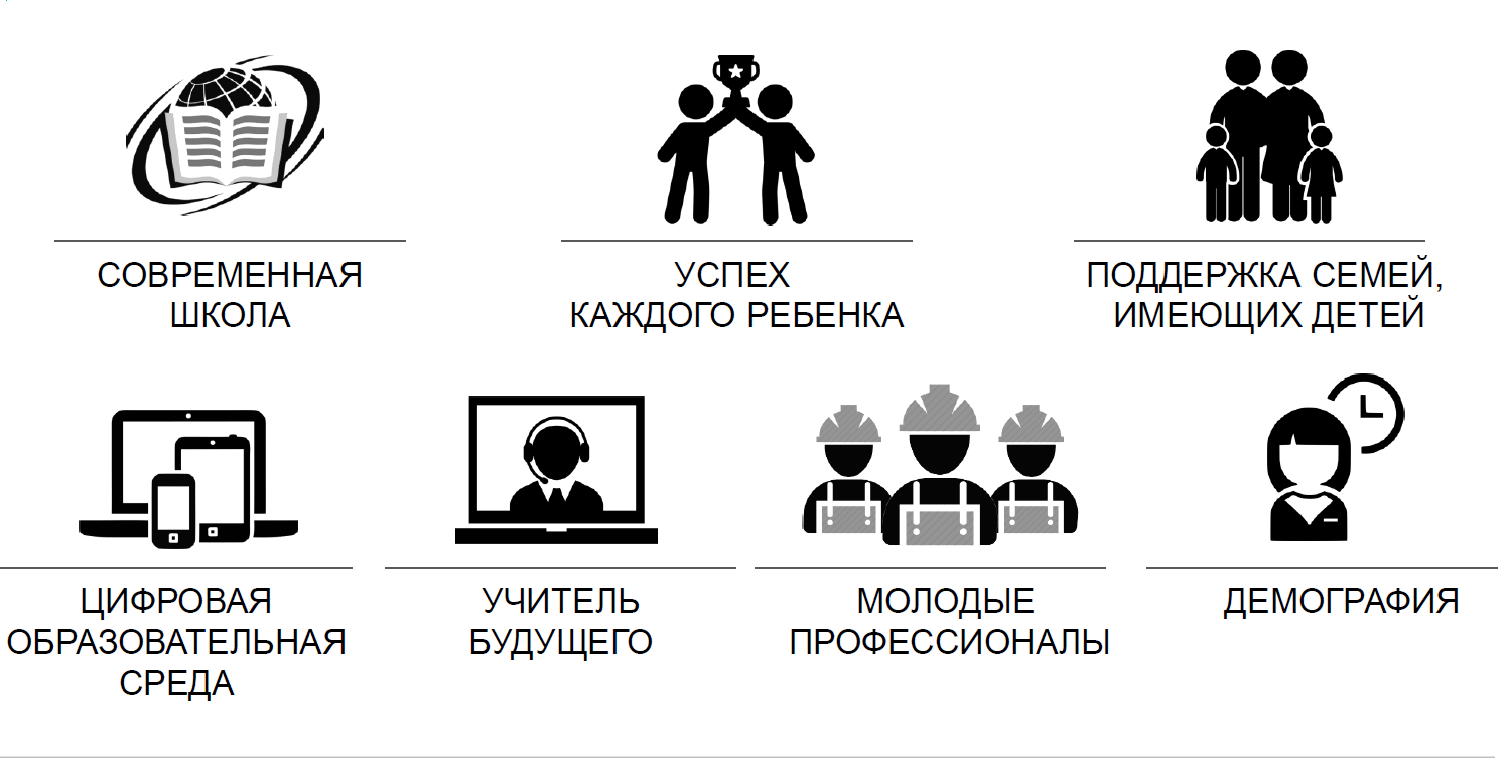 СОВРЕМЕННАЯ
ШКОЛА
УСПЕХ
КАЖДОГО РЕБЕНКА
ПОДДЕРЖКА СЕМЕЙ,
ИМЕЮЩИХ ДЕТЕЙ
ЦИФРОВАЯ
ОБРАЗОВАТЕЛЬНАЯ
СРЕДА
УЧИТЕЛЬ
БУДУЩЕГО
МОЛОДЫЕ
ПРОФЕССИОНАЛЫ
ДЕМОГРАФИЯ